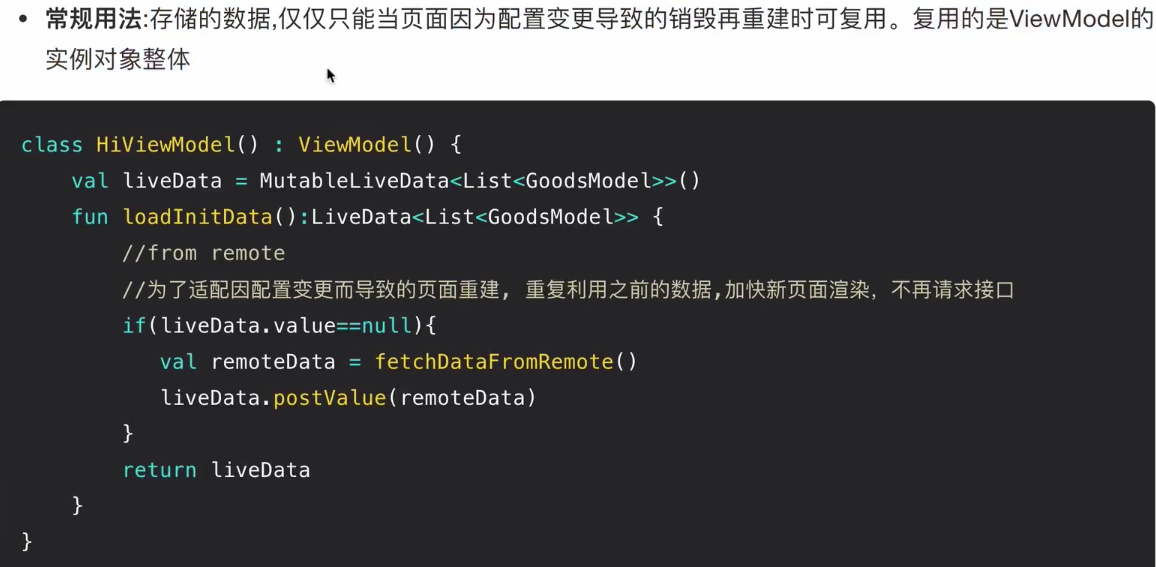 • 常规用法:存储的数据,仅仅只能当页面因为配置变更导致的销毁再重建时可复用。复用的是ViewModel的
实例对象整体
class HiViewModel() : ViewModel() {
    val liveData = MutableLiveData<List<GoodsModel>>()
    fun loadInitData():LiveData<List<GoodsModel>> {
        //from remote
        //为了适配因配置变更而导致的页面重建, 重复利用之前的数据,加快新页面渲染，不再请求接口
        if(liveData.value==null){
           val remoteData = fetchDataFromRemote()
           liveData.postValue(remoteData)
        }
        return liveData
    }
}